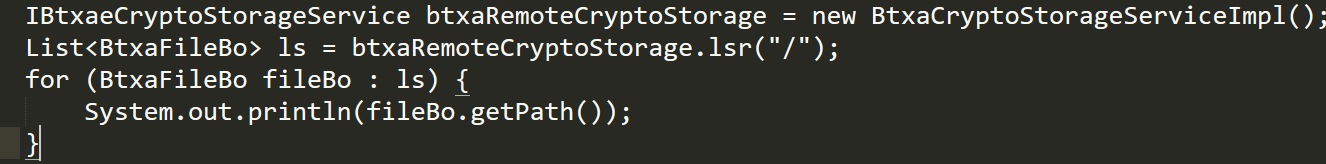 IBtxaeCryptoStorageService btxaRemoteCryptoStorage = new BtxaCryptoStorageServiceImpl();
List<BtxaFileBo> ls = btxaRemoteCryptoStorage.lsr("/");
for (BtxaFileBo fileBo : ls) {
    System.out.println(fileBo.getPath());
}